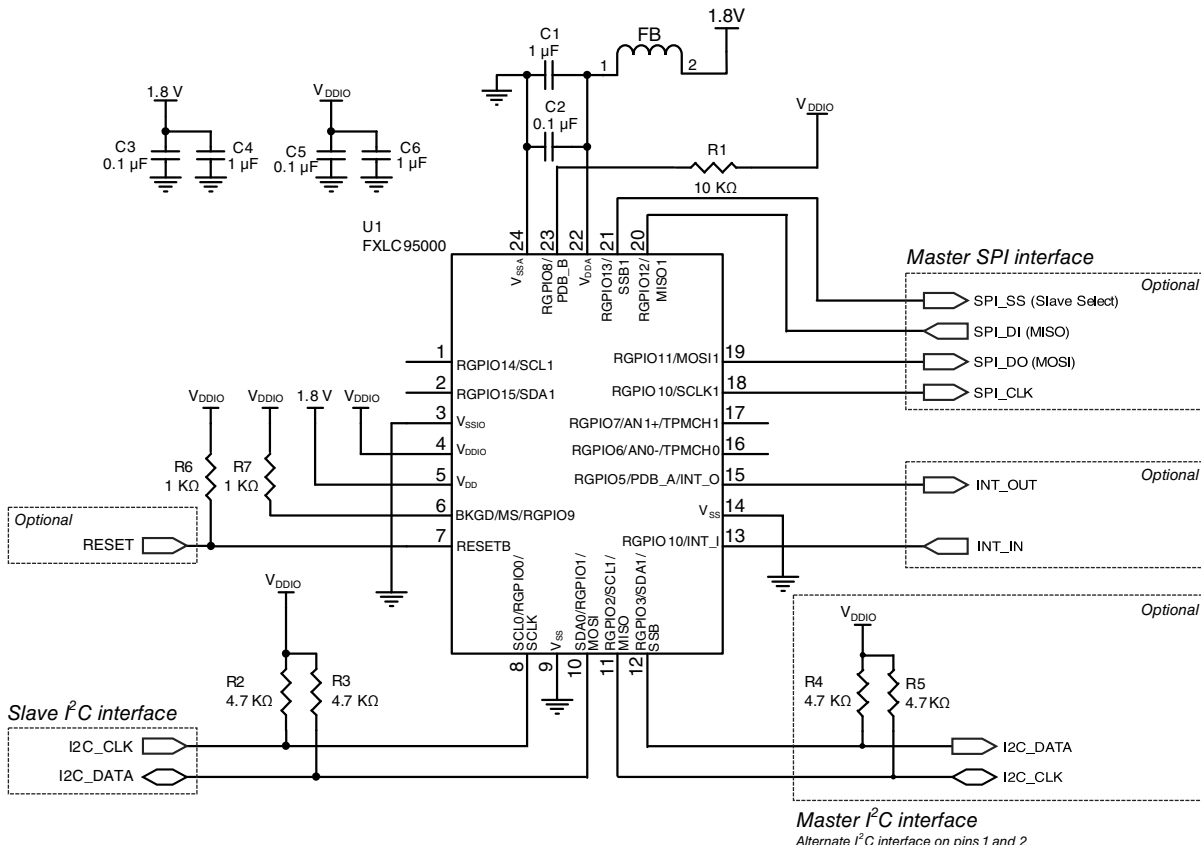 1.8V
C1
1 µF
FB
1
2
1.8 V
VDDIO
C2
0.1 µF
VDDIO
C3
0.1 µF
C4
1 µF
C5
0.1 µF
C6
1 µF
R1
10 KΩ
U1
FXLC95000
24
23
22
21
20
VSSA
RGPIO8/
PDB_B
VDDA
RGPIO13/
SSB1
RGPIO12/
MISO1
Master SPI interface
Optional
SPI_SS (Slave Select)
SPI_DI (MISO)
SPI_DO (MOSI)
SPI_CLK
1
RGPIO14/SCL1
2
RGPIO15/SDA1
3
VSSIO
4
VDDIO
5
VDD
6
BKGD/MS/RGPIO9
7
RESETB
RGPIO11/MOSI1
19
RGPIO10/SCLK1
18
RGPIO7/AN1+/TPMCH1
17
RGPIO6/AN0-/TPMCH0
16
RGPIO5/PDB_A/INT_O
15
VSS
14
RGPIO10/INT_I
13
VDDIO
VDDIO
1.8 V
VDDIO
R6
1 KΩ
R7
1 KΩ
Optional
RESET
Optional
INT_OUT
INT_IN
SCL0/RGPIO0/
SCLK
VSS
SDA0/RGPIO1/
MOSI
RGPIO2/SCL1/
MISO
RGPIO3/SDA1/
SSB
8
9
10
11
12
VDDIO
R2
4.7 KΩ
R3
4.7 KΩ
Slave I²C interface
I2C_CLK
I2C_DATA
Optional
VDDIO
R4
4.7 KΩ
R5
4.7KΩ
I2C_DATA
I2C_CLK
Master I²C interface
Alternate I²C interface on pins 1 and 2